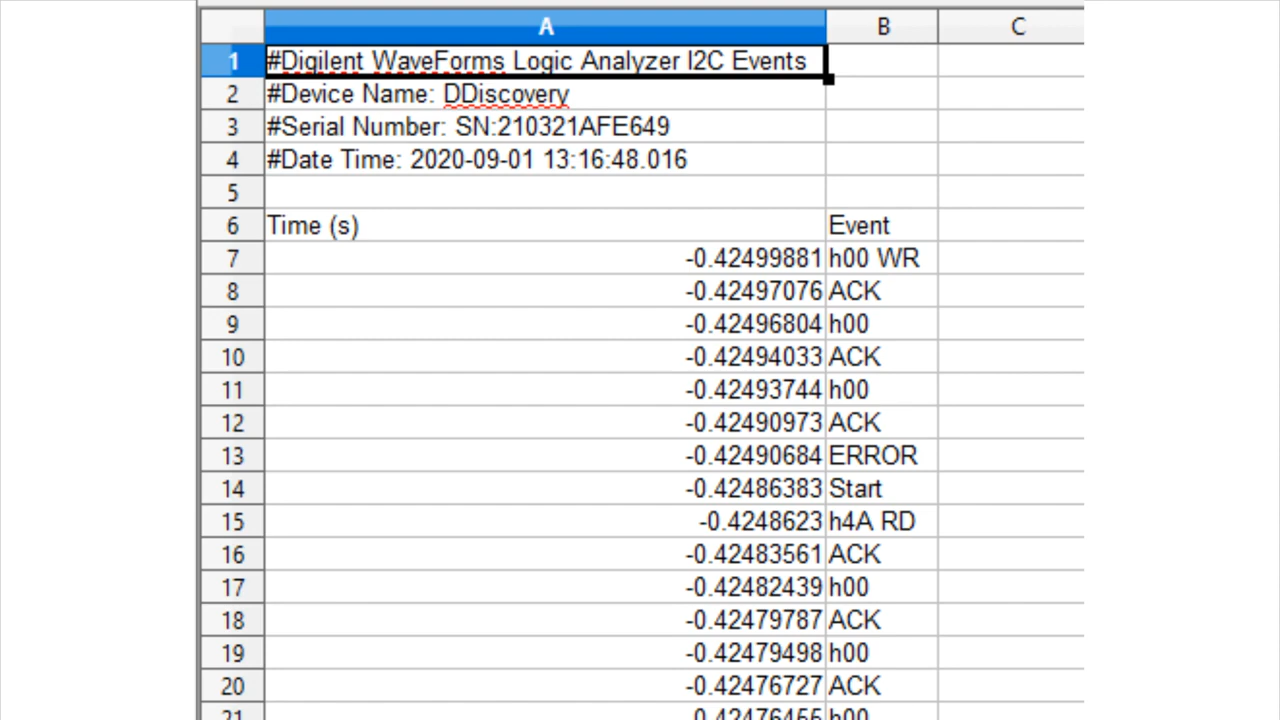 A B C
1 #Digilent WaveForms Logic Analyzer I2C Events
2 #Device Name: DDiscovery
3 #Serial Number: SN:210321AFE649
4 #Date Time: 2020-09-01 13:16:48.016
5
6 Time (s) Event
7 -0.42499881 h00 WR
8 -0.42497076 ACK
9 -0.42496804 h00
10 -0.42494033 ACK
11 -0.42493744 h00
12 -0.42490973 ACK
13 -0.42490684 ERROR
14 -0.42486383 Start
15 -0.4248623 h4A RD
16 -0.42483561 ACK
17 -0.42482439 h00
18 -0.42479787 ACK
19 -0.42479498 h00
20 -0.42476727 ACK
21 h00